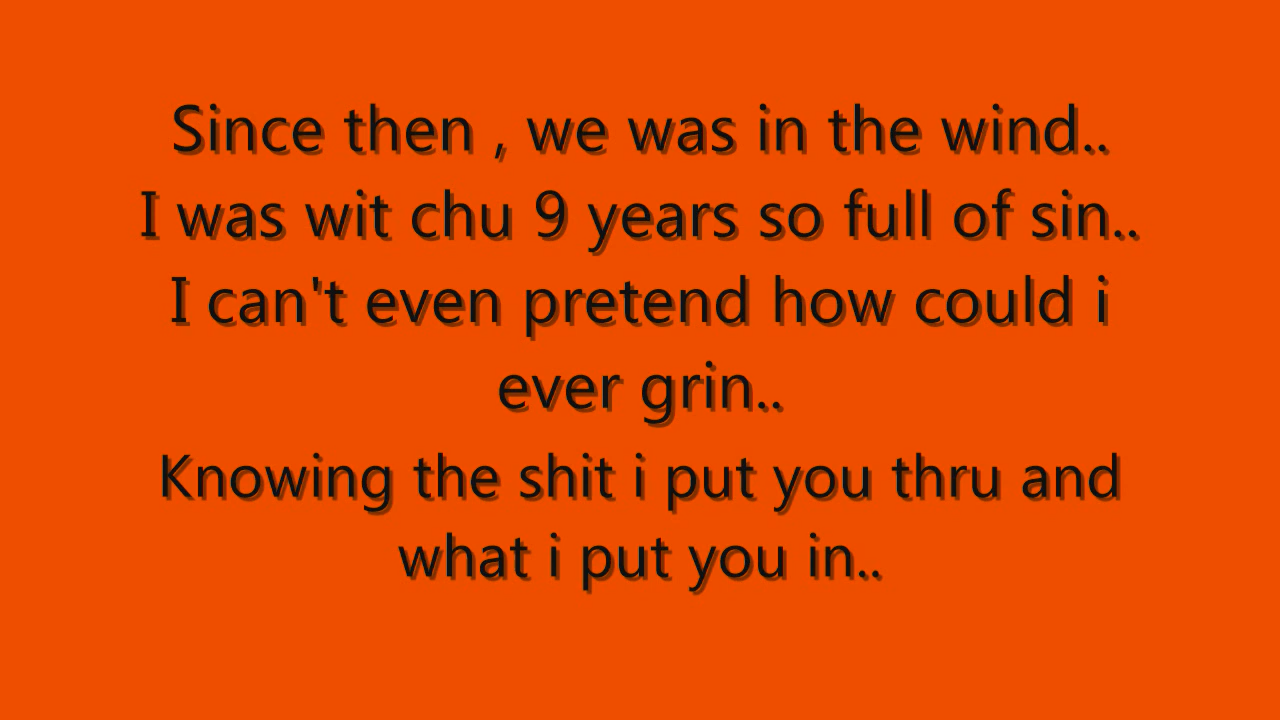 Since then , we was in the wind..
I was wit chu 9 years so full of sin..
I can't even pretend how could i
ever grin..
Knowing the shit i put you thru and
what i put you in..